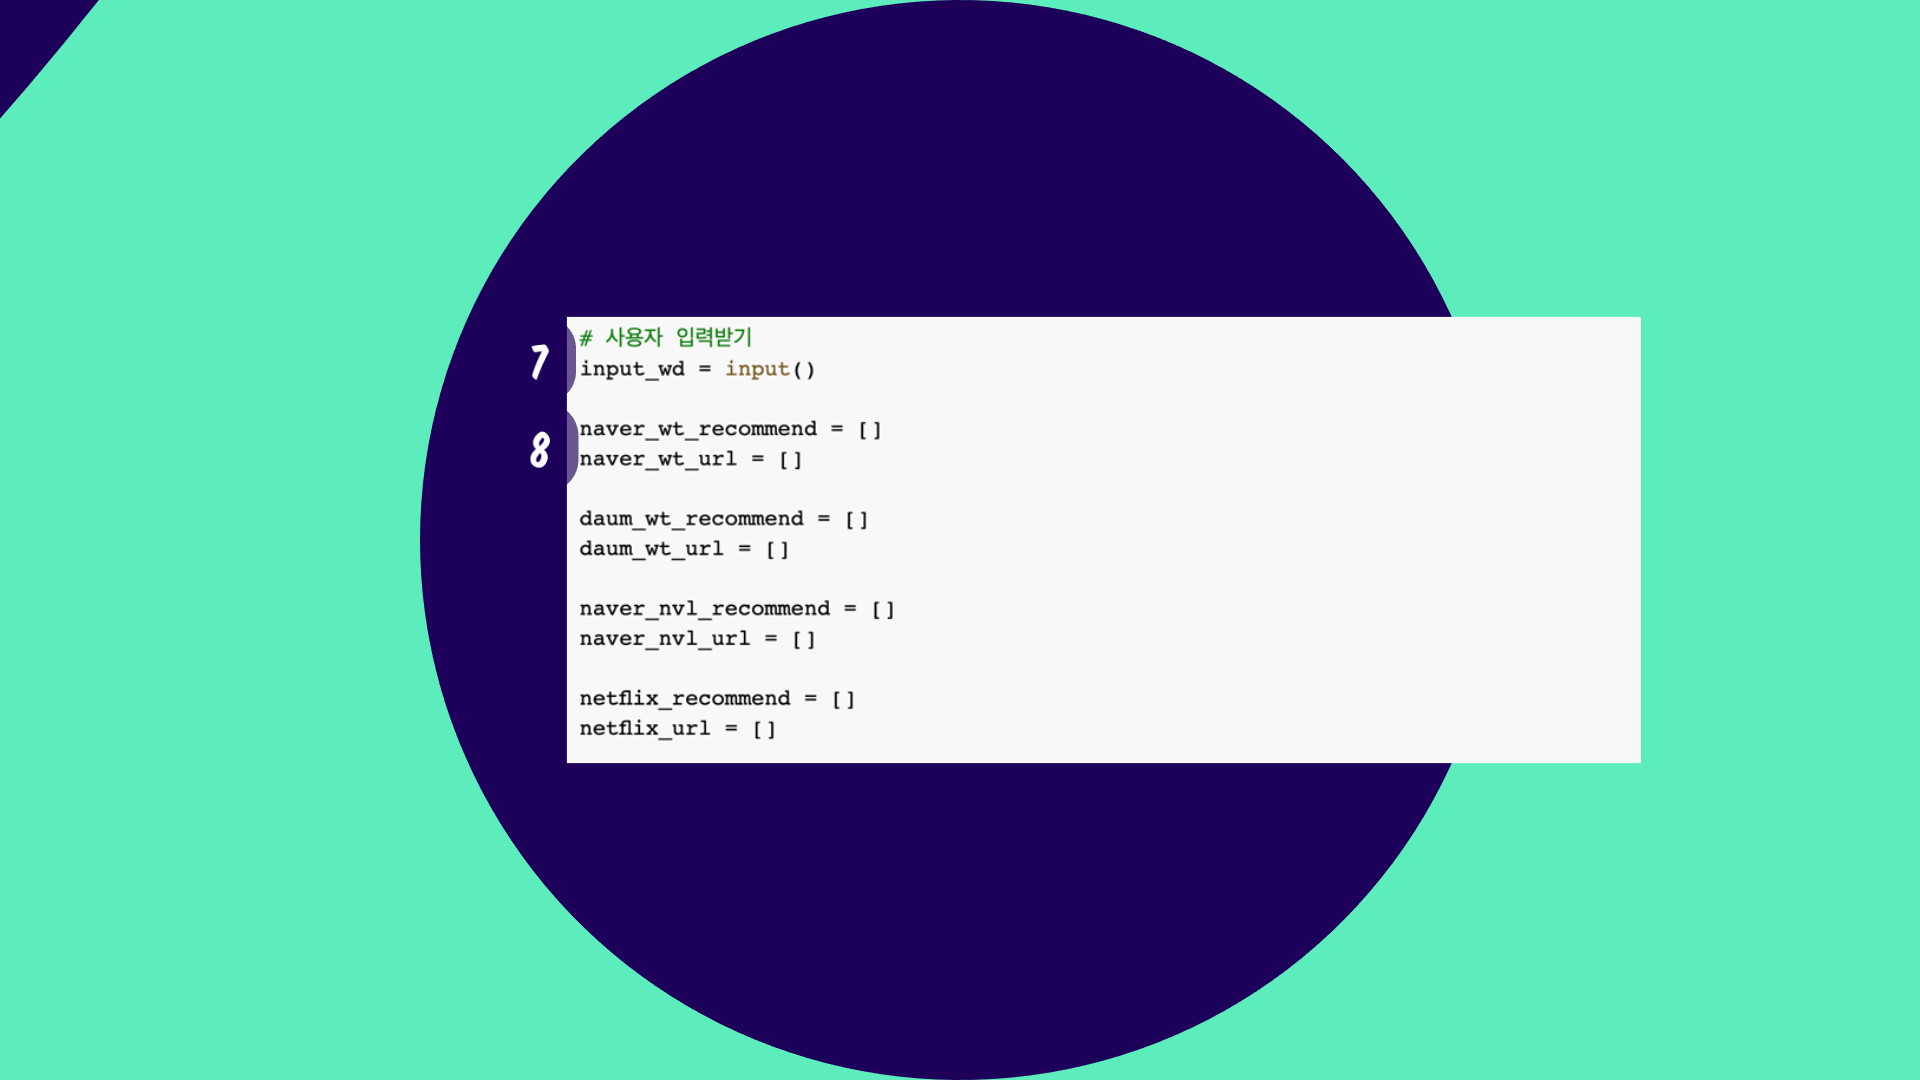 7
# 사용자 입력받기
input_wd = input()
8
naver_wt_recommend = []
naver_wt_url = []
daum_wt_recommend = []
daum_wt_url = []
naver_nvl_recommend = []
naver_nvl_url = []
netflix_recommend = []
netflix_url = []